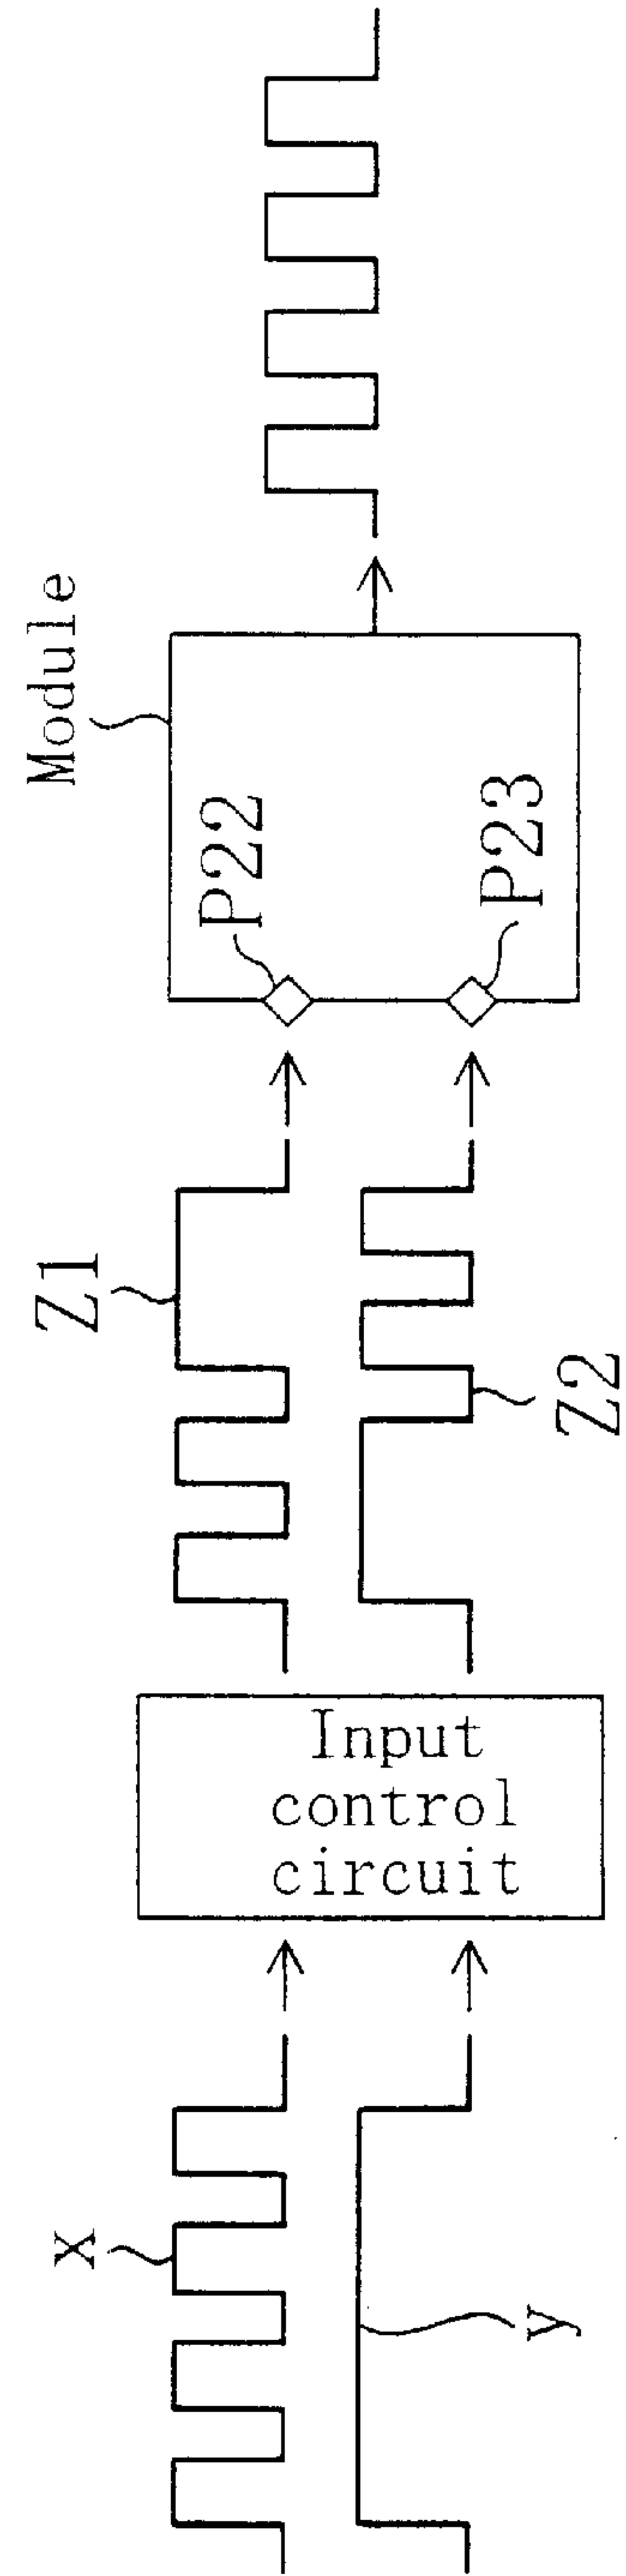 x
y
Input
control
circuit
Z1
Z2
P22
P23
Module